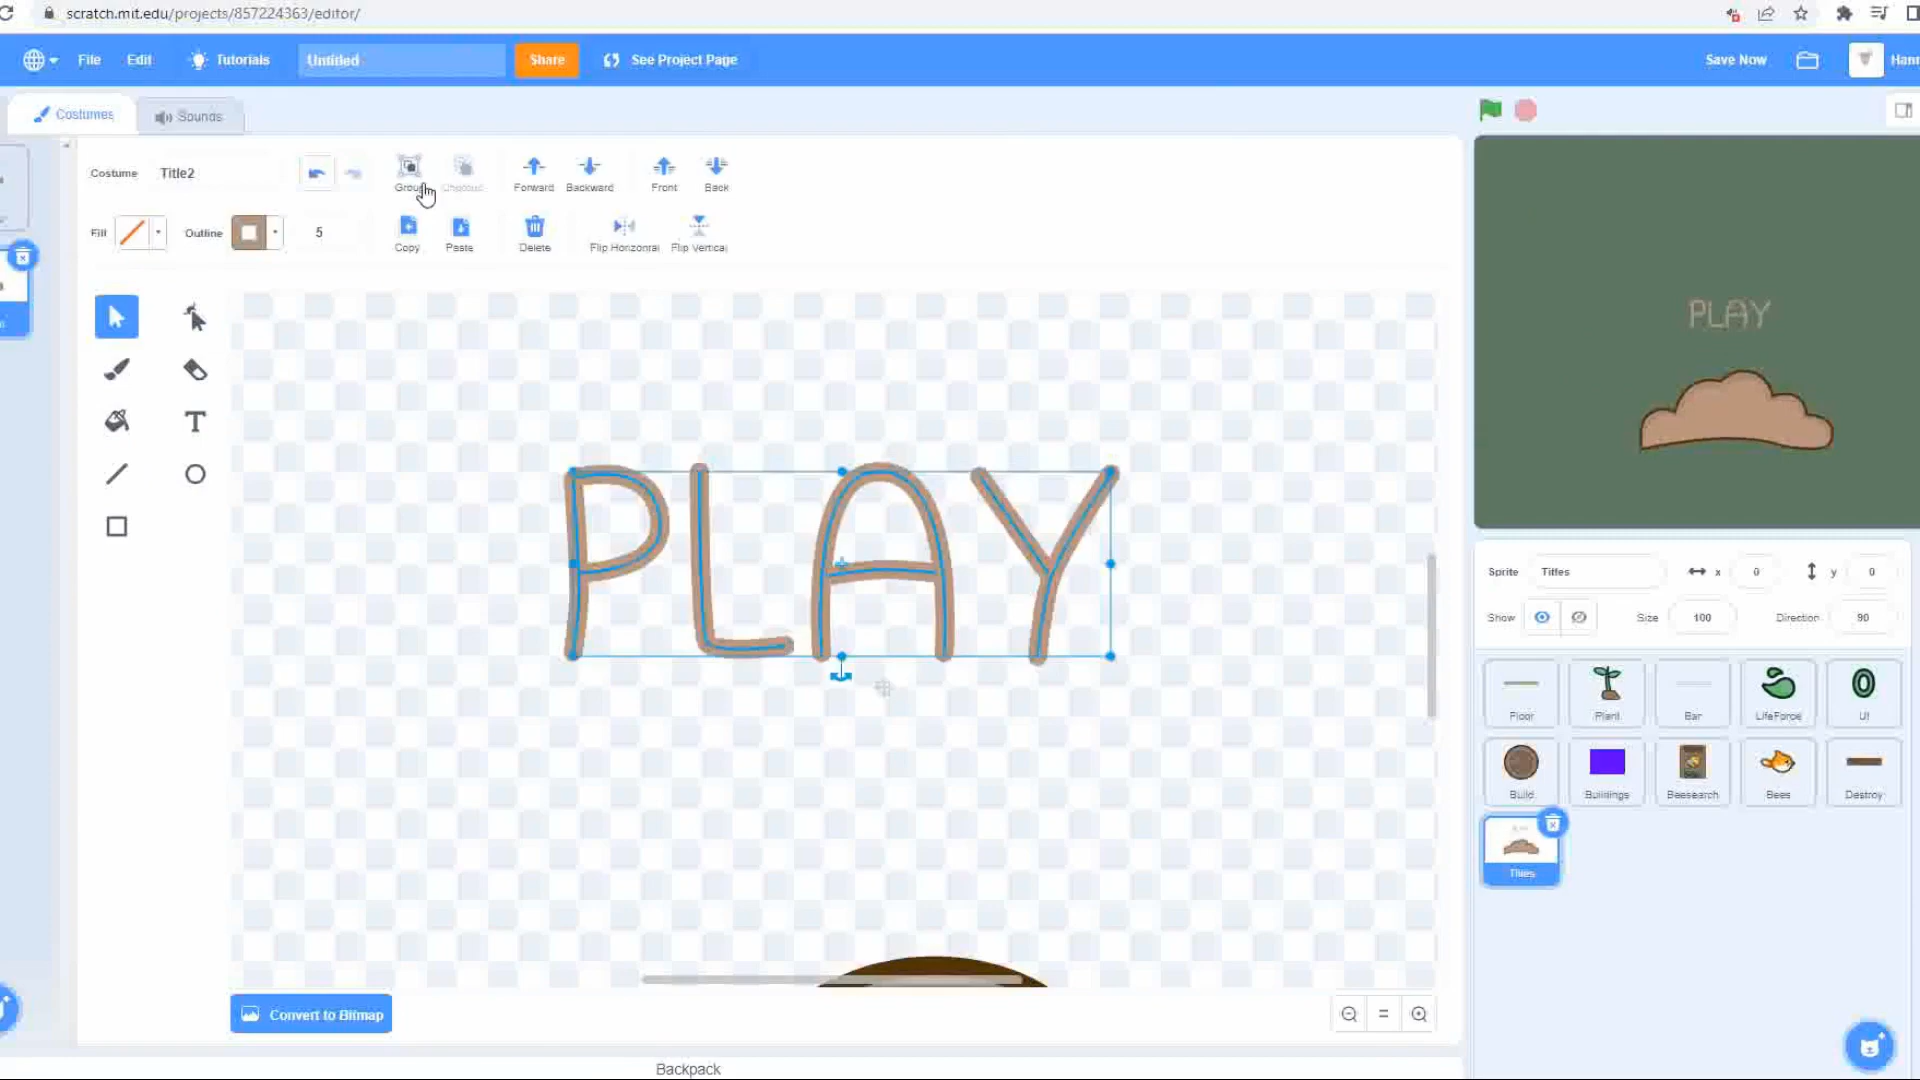 scratch.mit.edu/projects/857224363/editor/
File Edit Tutorials Untitled Share See Project Page Save Now
Costumes Sounds
Costume Title2 Group Ungroup Forward Backward Front Back
Fill Outline 5 Copy Paste Delete Flip Horizontal Flip Vertical
PLAY
PLAY
Convert to Bitmap
Backpack
Sprite Titles x 0 y 0
Show Size 100 Direction 90
Floor Plant Bar LifeForce UI
Build Buildings Beesearch Bees Destroy
Titles